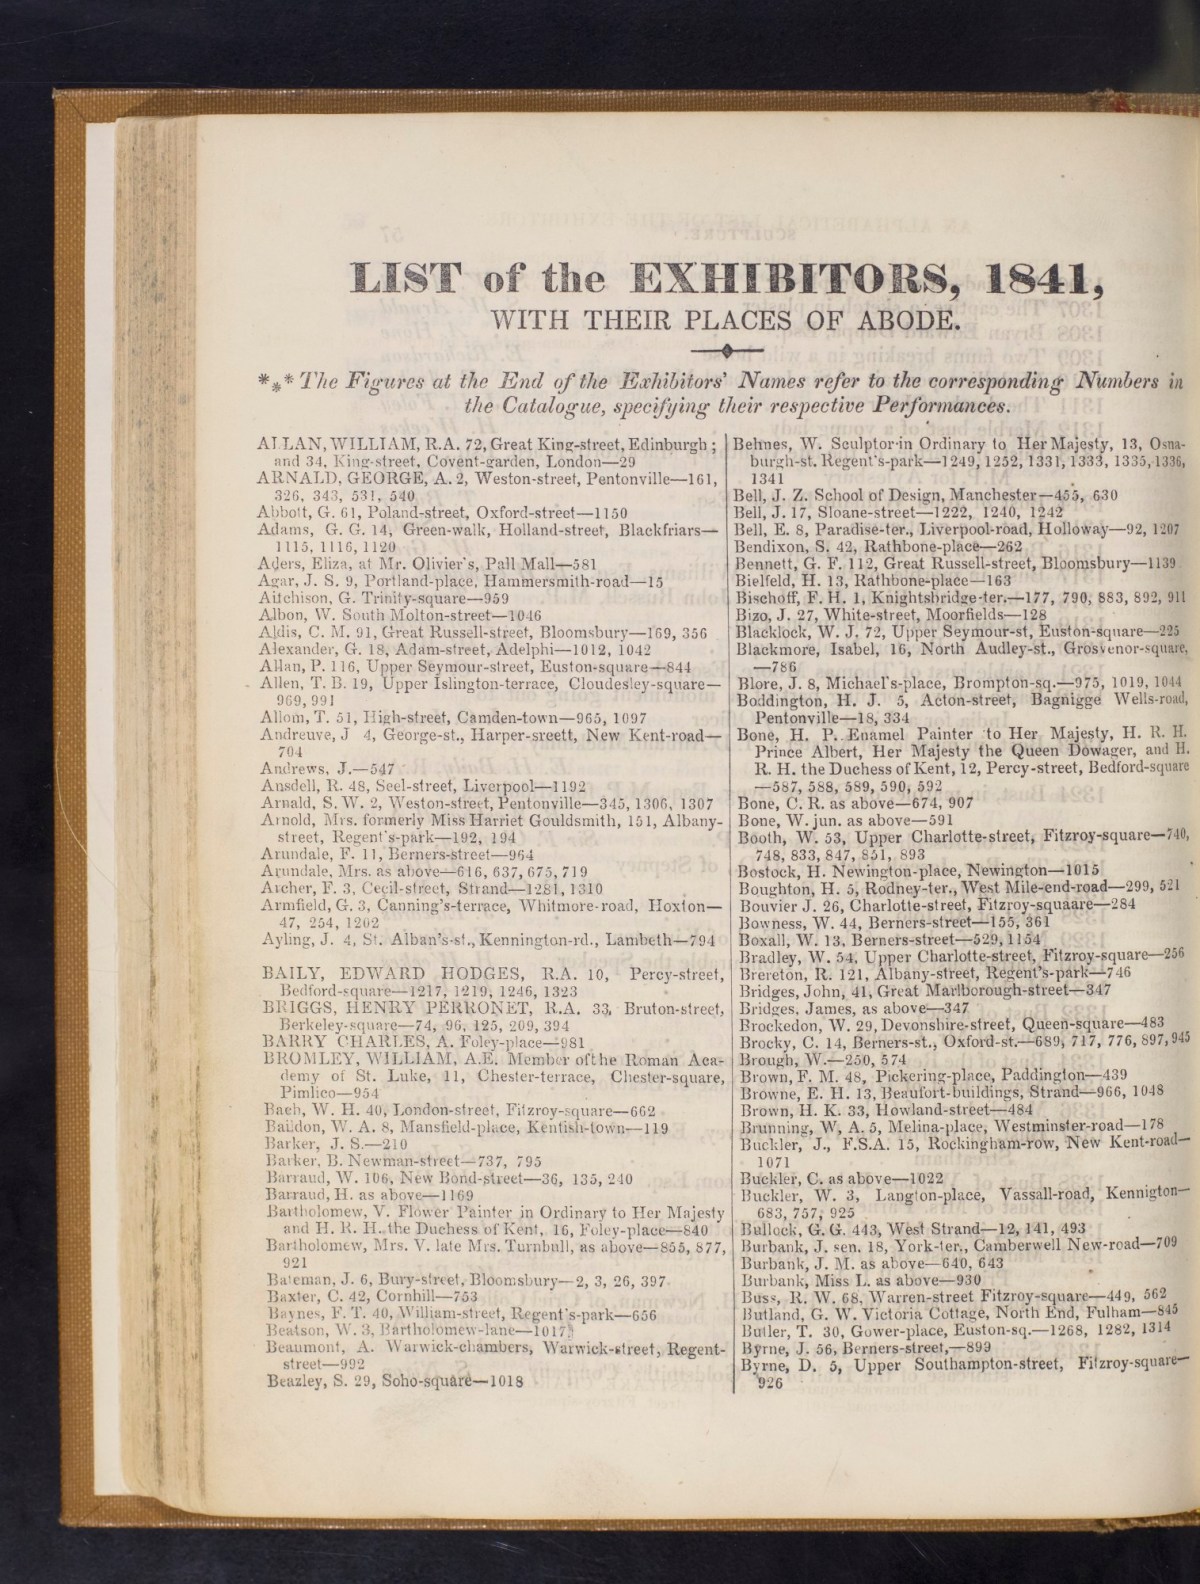 LIST of the EXHIBITORS, 1841,
WITH THEIR PLACES OF ABODE.
*⁎* The Figures at the End of the Exhibitors' Names refer to the corresponding Numbers in
the Catalogue, specifying their respective Performances.
ALLAN, WILLIAM, R.A. 72, Great King-street, Edinburgh;
and 34, King-street, Covent-garden, London—29
ARNALD, GEORGE, A. 2, Weston-street, Pentonville—161,
326, 343, 531, 540
Abbott, G. 61, Poland-street, Oxford-street—1150
Adams, G. G. 14, Green-walk, Holland-street, Blackfriars—
1115, 1116, 1120
Aders, Eliza, at Mr. Olivier's, Pall Mall—581
Agar, J. S. 9, Portland-place, Hammersmith-road—15
Aitchison, G. Trinity-square—959
Albon, W. South Molton-street—1046
Aldis, C. M. 91, Great Russell-street, Bloomsbury—169, 356
Alexander, G. 18, Adam-street, Adelphi—1012, 1042
Allan, P. 116, Upper Seymour-street, Euston-square—844
Allen, T. B. 19, Upper Islington-terrace, Cloudesley-square—
969, 991
Allom, T. 51, High-street, Camden-town—965, 1097
Andreuve, J 4, George-st., Harper-sreett, New Kent-road—
704
Andrews, J.—547
Ansdell, R. 48, Seel-street, Liverpool—1192
Arnald, S. W. 2, Weston-street, Pentonville—345, 1306, 1307
Arnold, Mrs. formerly Miss Harriet Gouldsmith, 151, Albany-
street, Regent's-park—192, 194
Arundale, F. 11, Berners-street—964
Arundale, Mrs. as above—616, 637, 675, 719
Archer, F. 3, Cecil-street, Strand—1281, 1310
Armfield, G. 3, Canning's-terrace, Whitmore-road, Hoxton—
47, 254, 1202
Ayling, J. 4, St. Alban's-st., Kennington-rd., Lambeth—794
BAILY, EDWARD HODGES, R.A. 10, Percy-street,
Bedford-square—1217, 1219, 1246, 1323
BRIGGS, HENRY PERRONET, R.A. 33, Bruton-street,
Berkeley-square—74, 96, 125, 209, 394
BARRY CHARLES, A. Foley-place—981
BROMLEY, WILLIAM, A.E. Member of the Roman Aca-
demy of St. Luke, 11, Chester-terrace, Chester-square,
Pimlico—954
Bach, W. H. 40, London-street, Fitzroy-square—662
Baildon, W. A. 8, Mansfield-place, Kentish-town—119
Barker, J. S.—210
Barker, B. Newman-street—737, 795
Barraud, W. 106, New Bond-street—36, 135, 240
Barraud, H. as above—1169
Bartholomew, V. Flower Painter in Ordinary to Her Majesty
and H. R. H. the Duchess of Kent, 16, Foley-place—840
Bartholomew, Mrs. V. late Mrs. Turnbull, as above—855, 877,
921
Bateman, J. 6, Bury-street, Bloomsbury—2, 3, 26, 397
Baxter, C. 42, Cornhill—753
Baynes, F. T. 40, William-street, Regent's-park—656
Beatson, W. 3, Bartholomew-lane—1017
Beaumont, A. Warwick-chambers, Warwick-street, Regent-
street—992
Beazley, S. 29, Soho-square—1018
Behnes, W. Sculptor in Ordinary to Her Majesty, 13, Osna-
burgh-st. Regent's-park—1249, 1252, 1331, 1333, 1335, 1336,
1341
Bell, J. Z. School of Design, Manchester—455, 630
Bell, J. 17, Sloane-street—1222, 1240, 1242
Bell, E. 8, Paradise-ter., Liverpool-road, Holloway—92, 1207
Bendixon, S. 42, Rathbone-place—262
Bennett, G. F. 112, Great Russell-street, Bloomsbury—1139
Bielfeld, H. 13, Rathbone-place—163
Bischoff, F. H. 1, Knightsbridge-ter.—177, 790, 883, 892, 911
Bizo, J. 27, White-street, Moorfields—128
Blacklock, W. J. 72, Upper Seymour-st, Euston-square—225
Blackmore, Isabel, 16, North Audley-st., Grosvenor-square,
—786
Blore, J. 8, Michael's-place, Brompton-sq.—975, 1019, 1044
Boddington, H. J. 5, Acton-street, Bagnigge Wells-road,
Pentonville—18, 334
Bone, H. P. Enamel Painter to Her Majesty, H. R. H.
Prince Albert, Her Majesty the Queen Dowager, and H.
R. H. the Duchess of Kent, 12, Percy-street, Bedford-square
—587, 588, 589, 590, 592
Bone, C. R. as above—674, 907
Bone, W. jun. as above—591
Booth, W. 53, Upper Charlotte-street, Fitzroy-square—740,
748, 833, 847, 851, 893
Bostock, H. Newington-place, Newington—1015
Boughton, H. 5, Rodney-ter., West Mile-end-road—299, 521
Bouvier J. 26, Charlotte-street, Fitzroy-squaare—284
Bowness, W. 44, Berners-street—155, 361
Boxall, W. 13, Berners-street—529, 1154
Bradley, W. 54, Upper Charlotte-street, Fitzroy-square—256
Brereton, R. 121, Albany-street, Regent's-park—746
Bridges, John, 41, Great Marlborough-street—347
Bridges, James, as above—347
Brockedon, W. 29, Devonshire-street, Queen-square—483
Brocky, C. 14, Berners-st., Oxford-st.—689, 717, 776, 897, 945
Brough, W.—250, 574
Brown, F. M. 48, Pickering-place, Paddington—439
Browne, E. H. 13, Beaufort-buildings, Strand—966, 1048
Brown, H. K. 33, Howland-street—484
Brunning, W, A. 5, Melina-place, Westminster-road—178
Buckler, J., F.S.A. 15, Rockingham-row, New Kent-road—
1071
Buckler, C. as above—1022
Buckler, W. 3, Langton-place, Vassall-road, Kennigton—
683, 757, 925
Bullock, G. G. 443, West Strand—12, 141, 493
Burbank, J. sen. 18, York-ter., Camberwell New-road—709
Burbank, J. M. as above—640, 643
Burbank, Miss L. as above—930
Buss, R. W. 68, Warren-street Fitzroy-square—449, 562
Butland, G. W. Victoria Cottage, North End, Fulham—845
Butler, T. 30, Gower-place, Euston-sq.—1268, 1282, 1314
Byrne, J. 56, Berners-street,—899
Byrne, D. 5, Upper Southampton-street, Fitzroy-square—
926